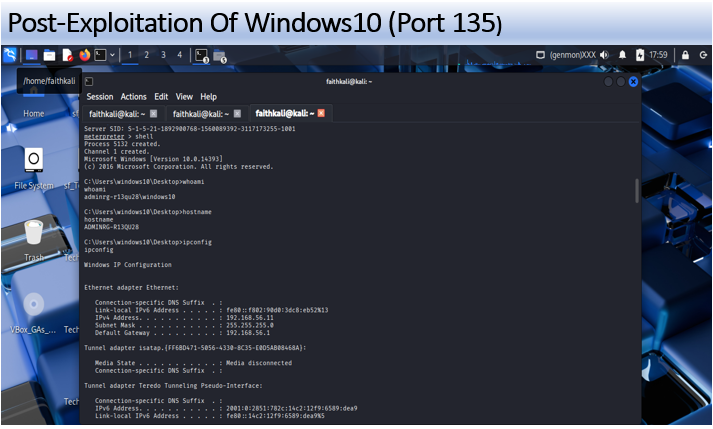 Post-Exploitation Of Windows10 (Port 135)
1 2 3 4
(genmon)XXX 17:59
/home/faithkali
faithkali@kali: ~
Session Actions Edit View Help
faithkali@kali: ~ faithkali@kali: ~ faithkali@kali: ~
Home
File System
Trash
VBox_GAs_...
Tech
Tech
Tech
Server SID: S-1-5-21-1892900768-1560089392-3117173255-1001
meterpreter > shell
Process 5132 created.
Channel 1 created.
Microsoft Windows [Version 10.0.14393]
(c) 2016 Microsoft Corporation. All rights reserved.
C:\Users\windows10\Desktop>whoami
whoami
adminrg-r13qu28\windows10
C:\Users\windows10\Desktop>hostname
hostname
ADMINRG-R13QU28
C:\Users\windows10\Desktop>ipconfig
ipconfig
Windows IP Configuration
Ethernet adapter Ethernet:
Connection-specific DNS Suffix . :
Link-local IPv6 Address . . . . . : fe80::f802:90d0:3dc8:eb52%13
IPv4 Address. . . . . . . . . . . : 192.168.56.11
Subnet Mask . . . . . . . . . . . : 255.255.255.0
Default Gateway . . . . . . . . . : 192.168.56.1
Tunnel adapter isatap.{FF6BD471-5056-4330-8C35-E0D5AB08468A}:
Media State . . . . . . . . . . . : Media disconnected
Connection-specific DNS Suffix . :
Tunnel adapter Teredo Tunneling Pseudo-Interface:
Connection-specific DNS Suffix . :
IPv6 Address. . . . . . . . . . . : 2001:0:2851:782c:14c2:12f9:6589:dea9
Link-local IPv6 Address . . . . . : fe80::14c2:12f9:6589:dea9%5